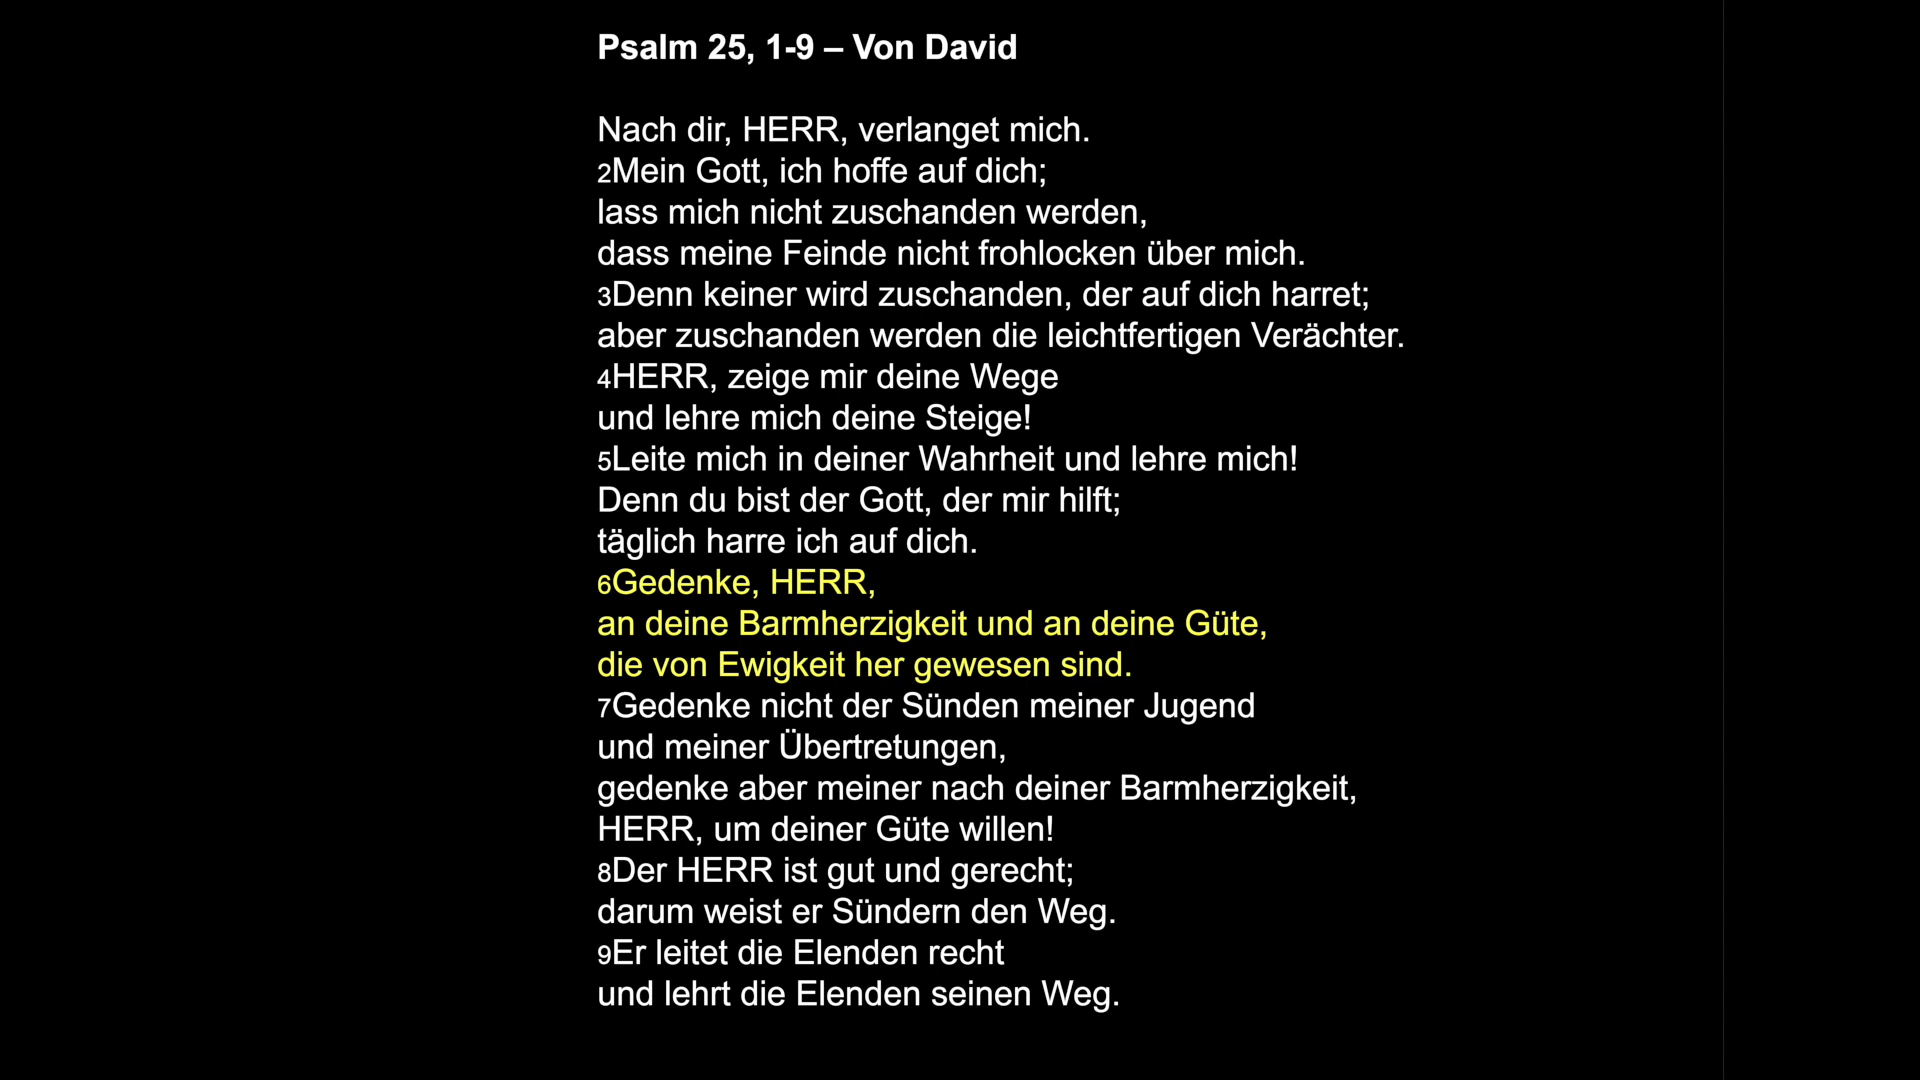 Psalm 25, 1-9 – Von David
Nach dir, HERR, verlanget mich.
2Mein Gott, ich hoffe auf dich;
lass mich nicht zuschanden werden,
dass meine Feinde nicht frohlocken über mich.
3Denn keiner wird zuschanden, der auf dich harret;
aber zuschanden werden die leichtfertigen Verächter.
4HERR, zeige mir deine Wege
und lehre mich deine Steige!
5Leite mich in deiner Wahrheit und lehre mich!
Denn du bist der Gott, der mir hilft;
täglich harre ich auf dich.
6Gedenke, HERR,
an deine Barmherzigkeit und an deine Güte,
die von Ewigkeit her gewesen sind.
7Gedenke nicht der Sünden meiner Jugend
und meiner Übertretungen,
gedenke aber meiner nach deiner Barmherzigkeit,
HERR, um deiner Güte willen!
8Der HERR ist gut und gerecht;
darum weist er Sündern den Weg.
9Er leitet die Elenden recht
und lehrt die Elenden seinen Weg.